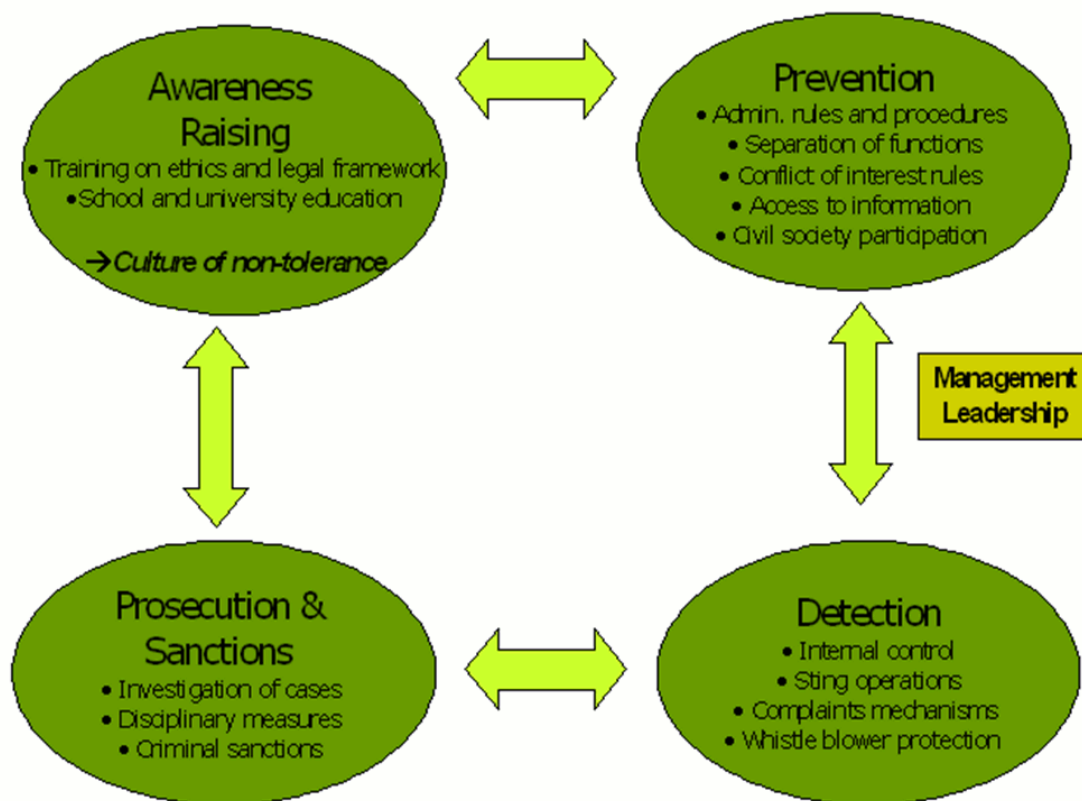 Awareness
Raising
• Training on ethics and legal framework
•School and university education
→Culture of non-tolerance
Prevention
• Admin. rules and procedures
• Separation of functions
• Conflict of interest rules
• Access to information
• Civil society participation
Management
Leadership
Prosecution &
Sanctions
• Investigation of cases
• Disciplinary measures
• Criminal sanctions
Detection
• Internal control
• Sting operations
• Complaints mechanisms
• Whistle blower protection